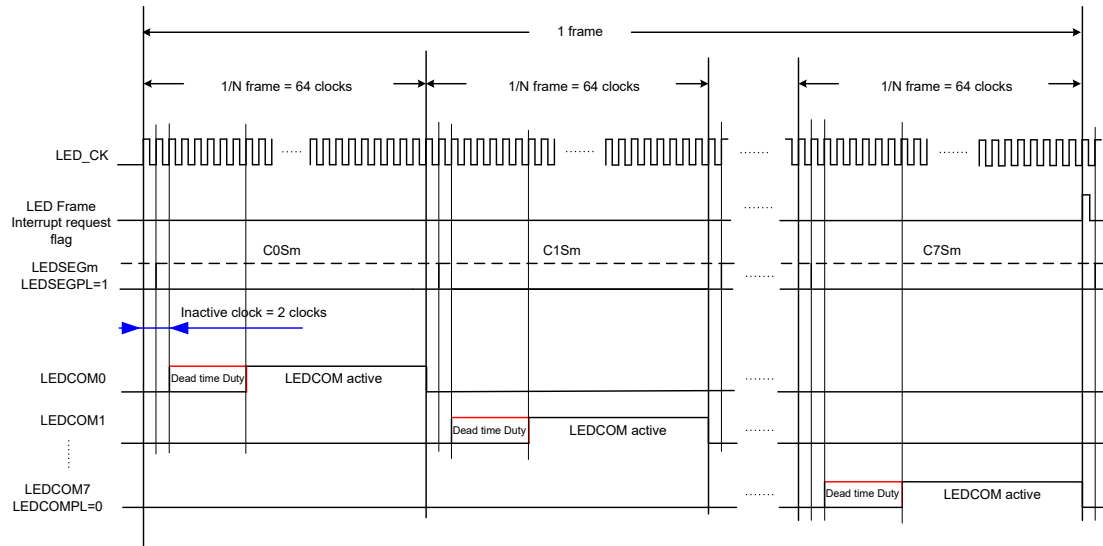 1 frame
1/N frame = 64 clocks
1/N frame = 64 clocks
1/N frame = 64 clocks
LED_CK
......
......
......
......
LED Frame
Interrupt request
flag
......
C0Sm
C1Sm
C7Sm
LEDSEGm
LEDSEGPL=1
......
Inactive clock = 2 clocks
LEDCOM0
Dead time Duty
LEDCOM active
......
LEDCOM1
Dead time Duty
LEDCOM active
......
......
LEDCOM7
LEDCOMPL=0
......
Dead time Duty
LEDCOM active